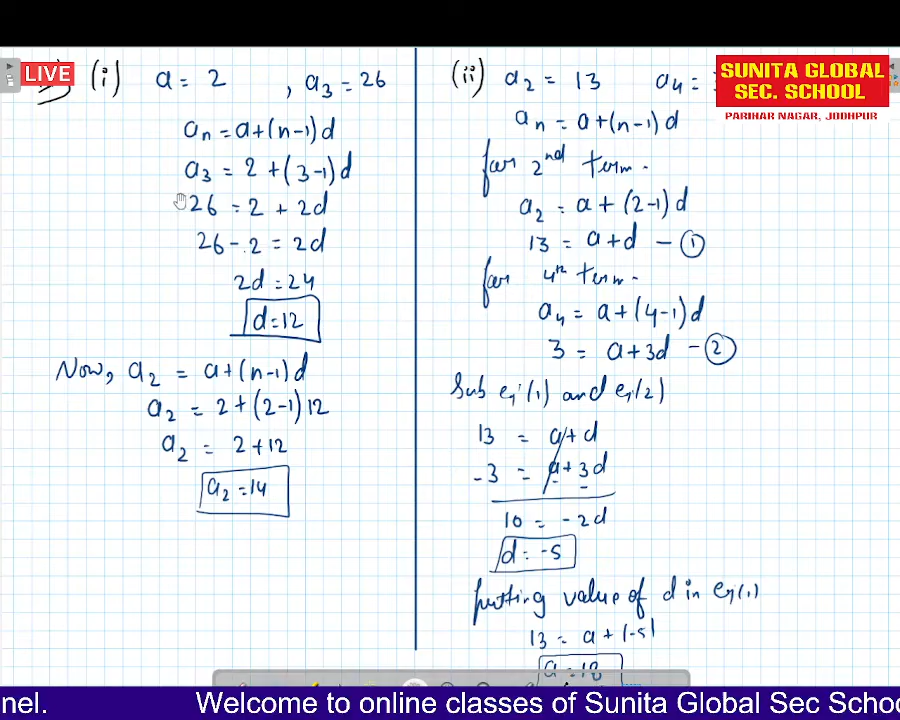 LIVE
(i) a = 2 , a₃ = 26
aₙ = a + (n-1)d
a₃ = 2 + (3-1)d
26 = 2 + 2d
26 - 2 = 2d
2d = 24
d = 12
Now, a₂ = a + (n-1)d
a₂ = 2 + (2-1)12
a₂ = 2 + 12
a₂ = 14
(ii) a₂ = 13 a₄ =
aₙ = a + (n-1)d
for 2nd term.
a₂ = a + (2-1)d
13 = a + d - ①
for 4th term.
a₄ = a + (4-1)d
3 = a + 3d - ②
Sub eq(1) and eq(2)
13 = a + d
-3 = a + 3d
10 = -2d
d = -5
putting value of d in eq(1)
13 = a + (-5)
a = 18
SUNITA GLOBAL
SEC. SCHOOL
PARIHAR NAGAR, JODHPUR
nel. Welcome to online classes of Sunita Global Sec Schoo